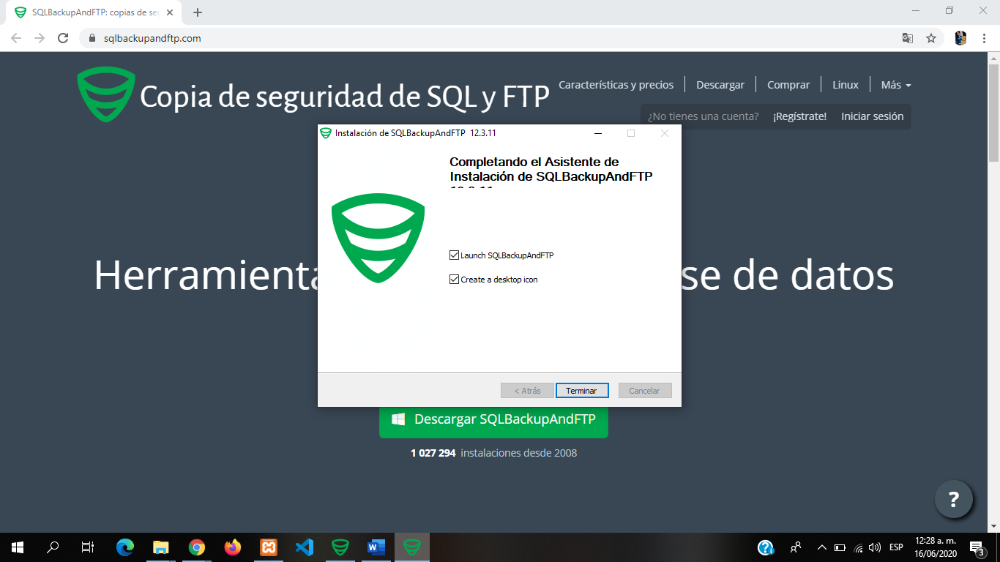 SQLBackupAndFTP: copias de seg
sqlbackupandftp.com
Copia de seguridad de SQL y FTP
Características y precios
Descargar
Comprar
Linux
Más
¿No tienes una cuenta? ¡Regístrate! Iniciar sesión
Instalación de SQLBackupAndFTP 12.3.11
Completando el Asistente de
Instalación de SQLBackupAndFTP
12.3.11
Launch SQLBackupAndFTP
Create a desktop icon
Herramienta
se de datos
< Atrás
Terminar
Cancelar
Descargar SQLBackupAndFTP
1 027 294 instalaciones desde 2008
?
ESP
12:28 a. m.
16/06/2020
3